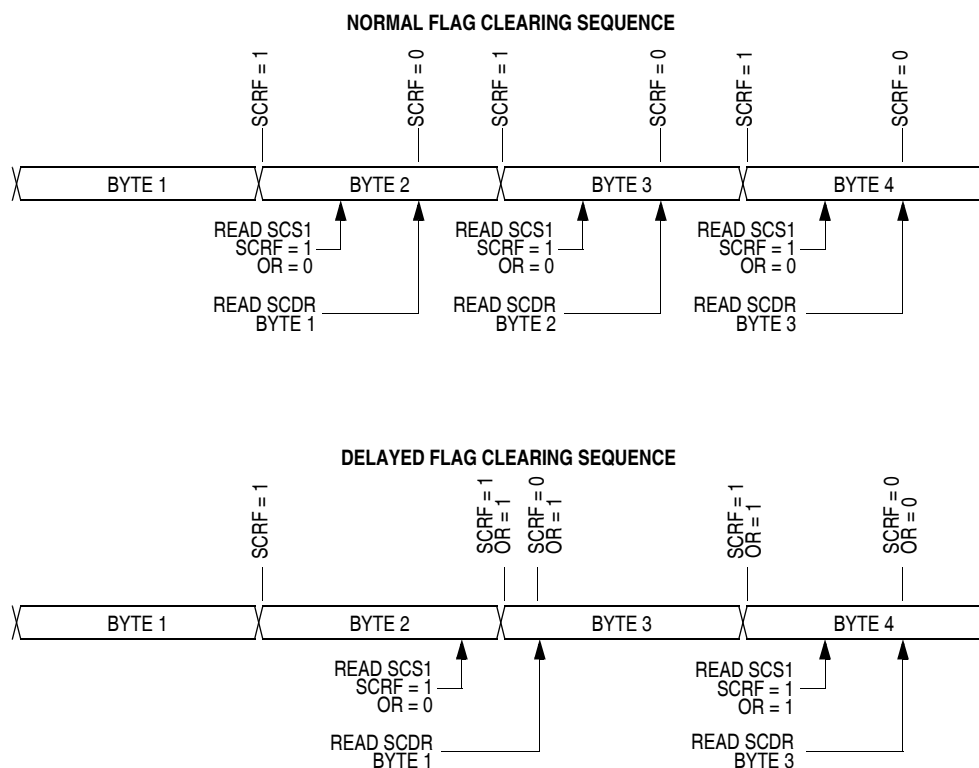 NORMAL FLAG CLEARING SEQUENCE
SCRF = 1
SCRF = 0
SCRF = 1
SCRF = 0
SCRF = 1
SCRF = 0
BYTE 1
BYTE 2
BYTE 3
BYTE 4
READ SCS1
SCRF = 1
OR = 0
READ SCS1
SCRF = 1
OR = 0
READ SCS1
SCRF = 1
OR = 0
READ SCDR
BYTE 1
READ SCDR
BYTE 2
READ SCDR
BYTE 3
DELAYED FLAG CLEARING SEQUENCE
SCRF = 1
SCRF = 1
OR = 1
SCRF = 0
OR = 1
SCRF = 1
OR = 1
SCRF = 0
OR = 0
BYTE 1
BYTE 2
BYTE 3
BYTE 4
READ SCS1
SCRF = 1
OR = 0
READ SCS1
SCRF = 1
OR = 1
READ SCDR
BYTE 1
READ SCDR
BYTE 3